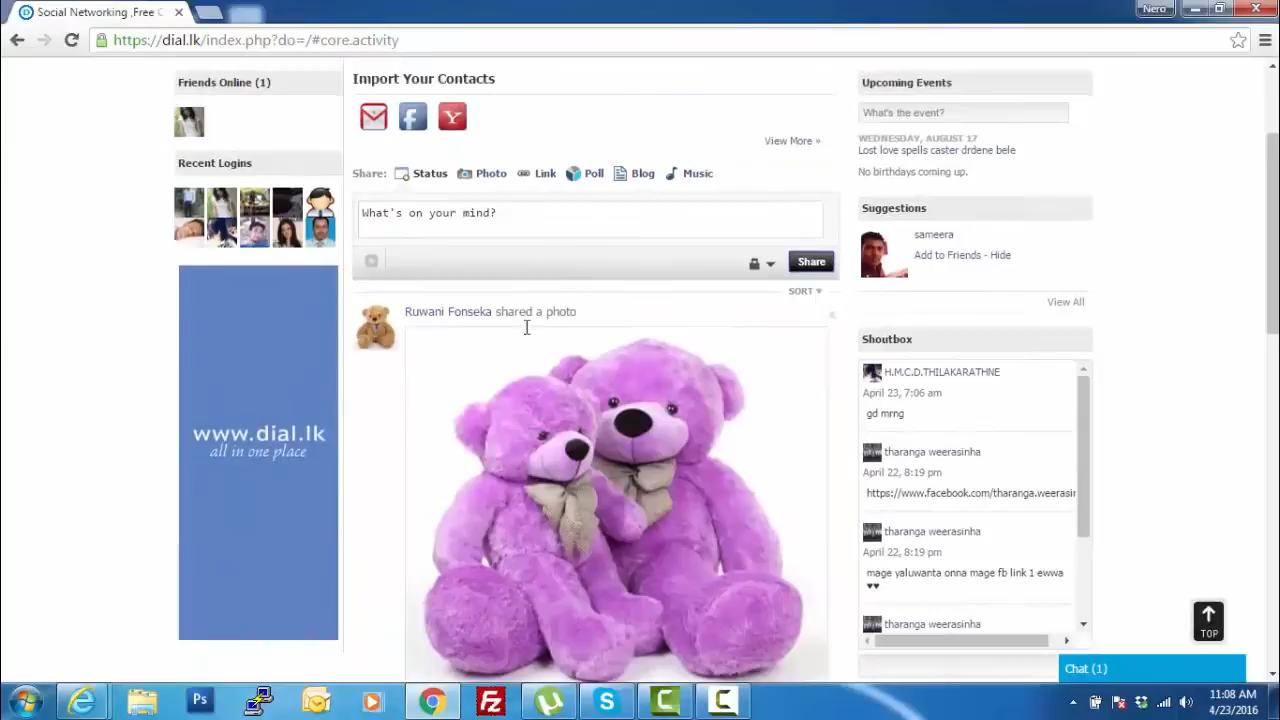 Social Networking ,Free C
Nero
https://dial.lk/index.php?do=/#core.activity
Friends Online (1)
Recent Logins
www.dial.lk
all in one place
Import Your Contacts
View More »
Share: Status Photo Link Poll Blog Music
What's on your mind?
Share
SORT
Ruwani Fonseka shared a photo
Upcoming Events
What's the event?
WEDNESDAY, AUGUST 17
Lost love spells caster drdene bele
No birthdays coming up.
Suggestions
sameera
Add to Friends - Hide
View All
Shoutbox
H.M.C.D.THILAKARATHNE
April 23, 7:06 am
gd mrng
tharanga weerasinha
April 22, 8:19 pm
https://www.facebook.com/tharanga.weerasin
tharanga weerasinha
April 22, 8:19 pm
mage yaluwanta onna mage fb link 1 ewwa
♥♥
tharanga weerasinha
TOP
Chat (1)
Ps
Fz
11:08 AM
4/23/2016